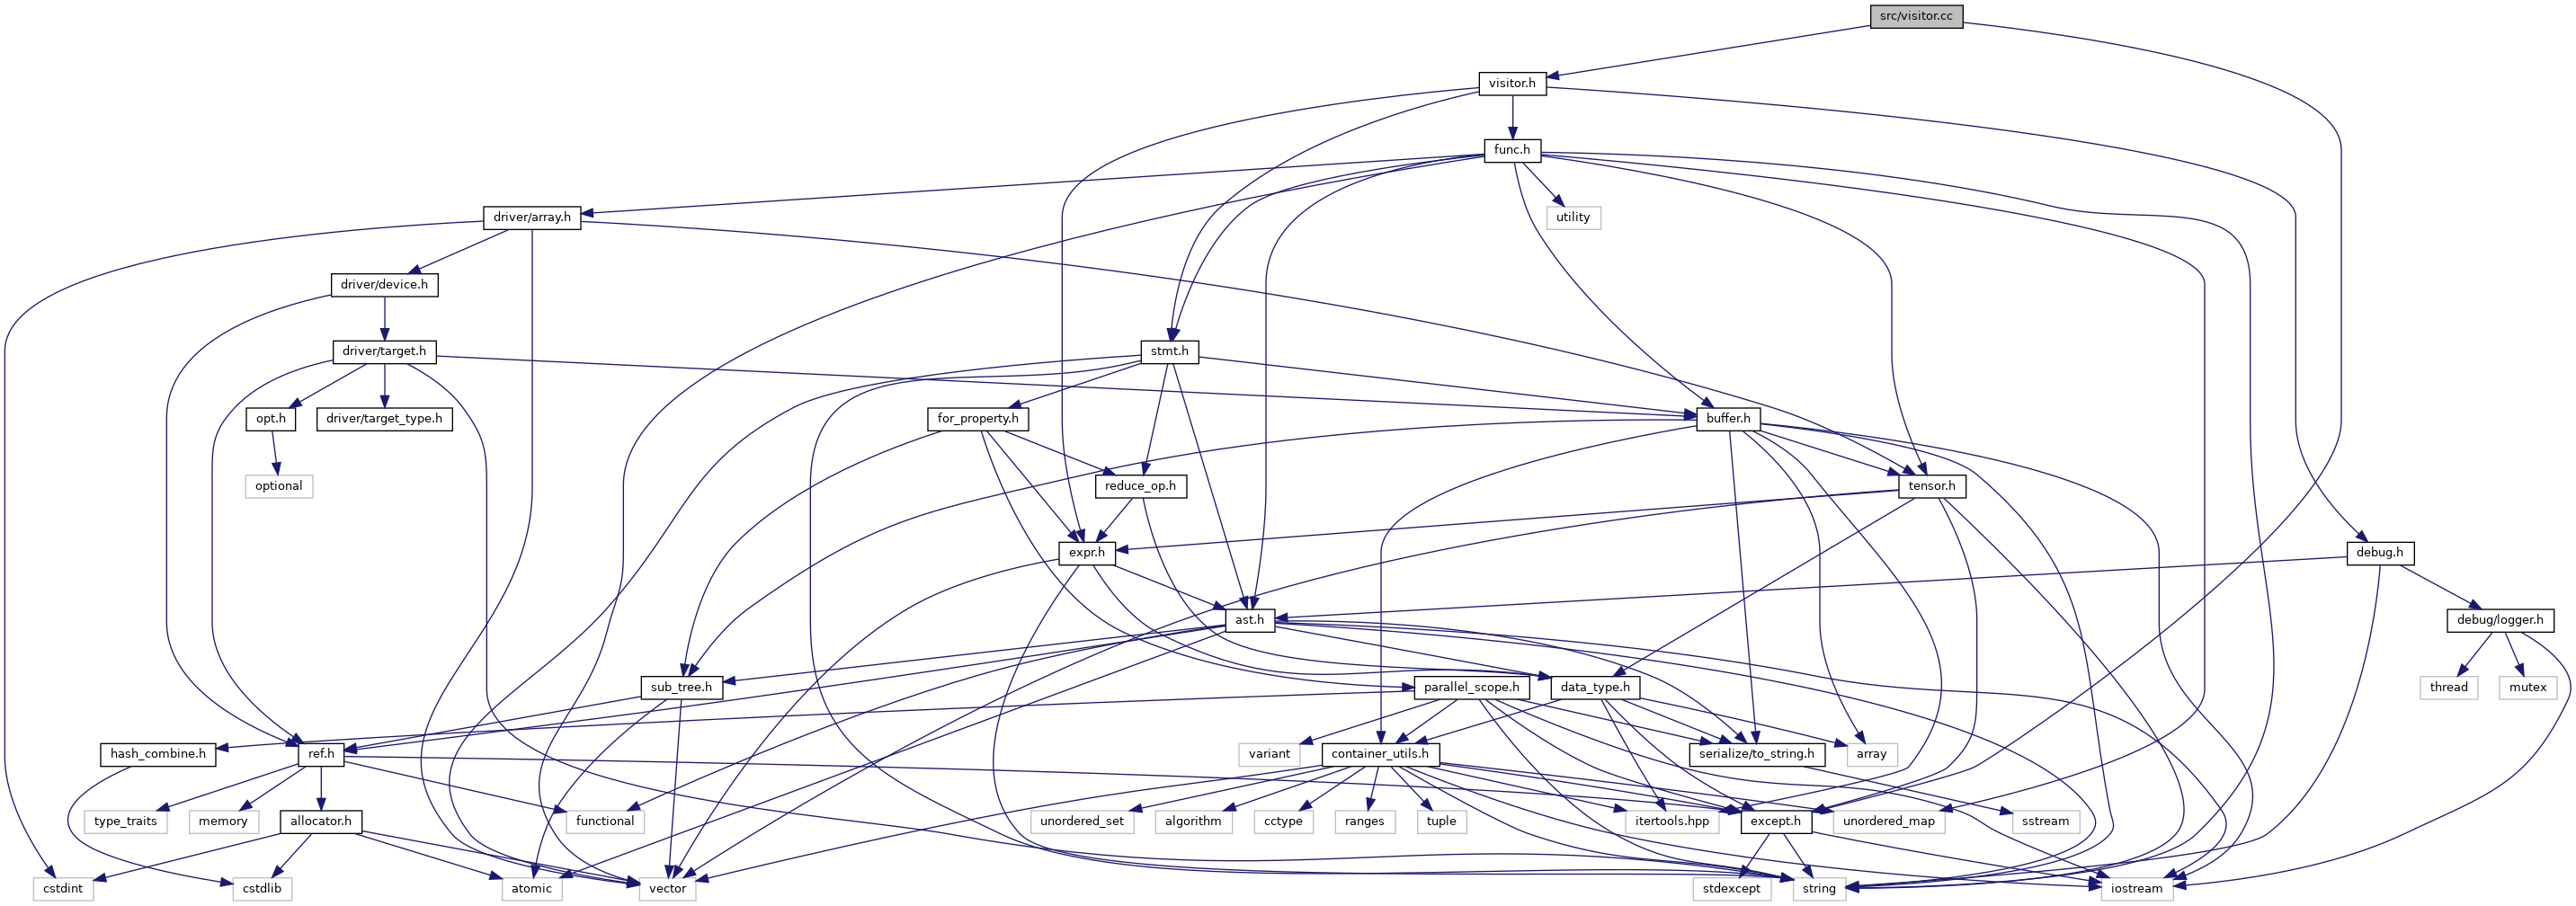 src/visitor.cc
visitor.h
func.h
driver/array.h
utility
driver/device.h
driver/target.h
stmt.h
opt.h
driver/target_type.h
for_property.h
buffer.h
optional
reduce_op.h
tensor.h
expr.h
debug.h
ast.h
debug/logger.h
sub_tree.h
parallel_scope.h
data_type.h
thread
mutex
hash_combine.h
ref.h
variant
container_utils.h
serialize/to_string.h
array
type_traits
memory
allocator.h
functional
unordered_set
algorithm
cctype
ranges
tuple
itertools.hpp
except.h
unordered_map
sstream
cstdint
cstdlib
atomic
vector
stdexcept
string
iostream